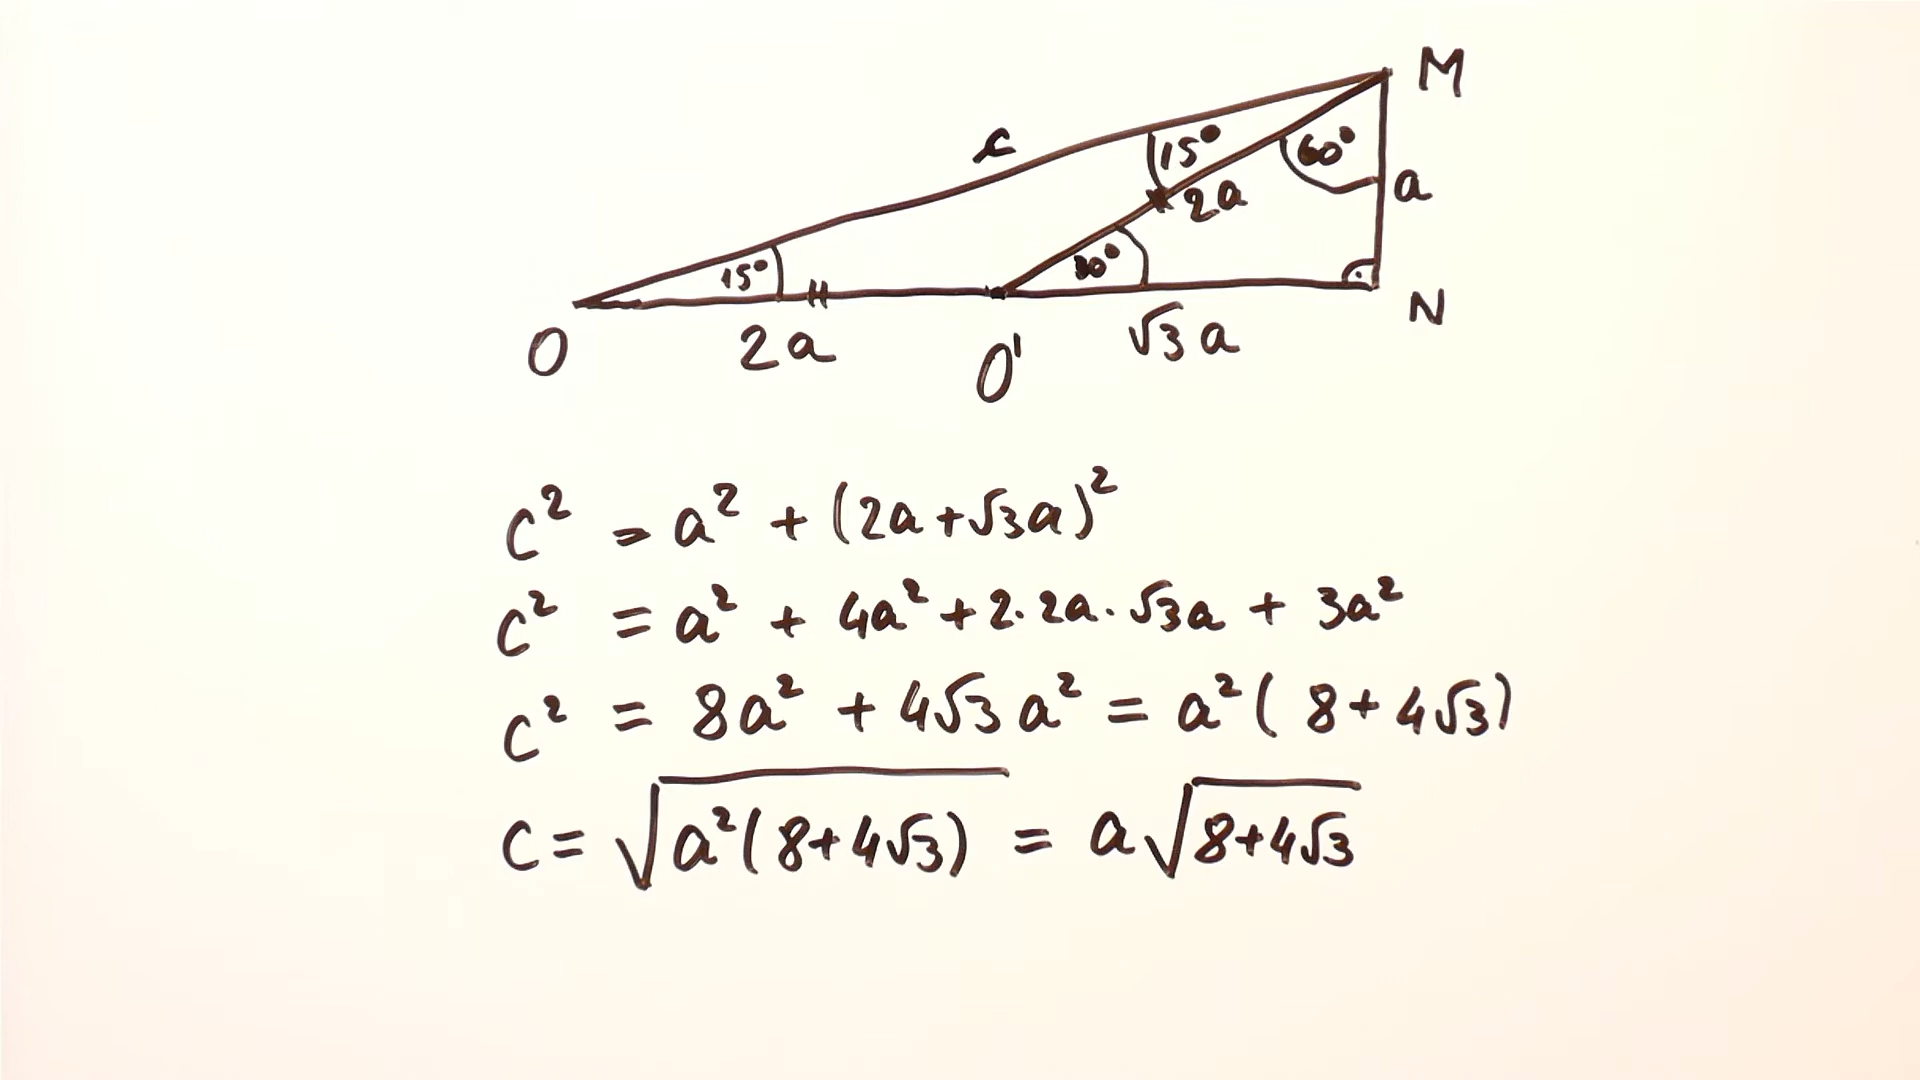 M
c
15°
60°
2a
a
15°
30°
O
2a
O'
√3 a
N
c² = a² + (2a+√3a)²
c² = a² + 4a² + 2·2a·√3a + 3a²
c² = 8a² + 4√3 a² = a² ( 8 + 4√3)
c = √a²(8+4√3) = a√8+4√3